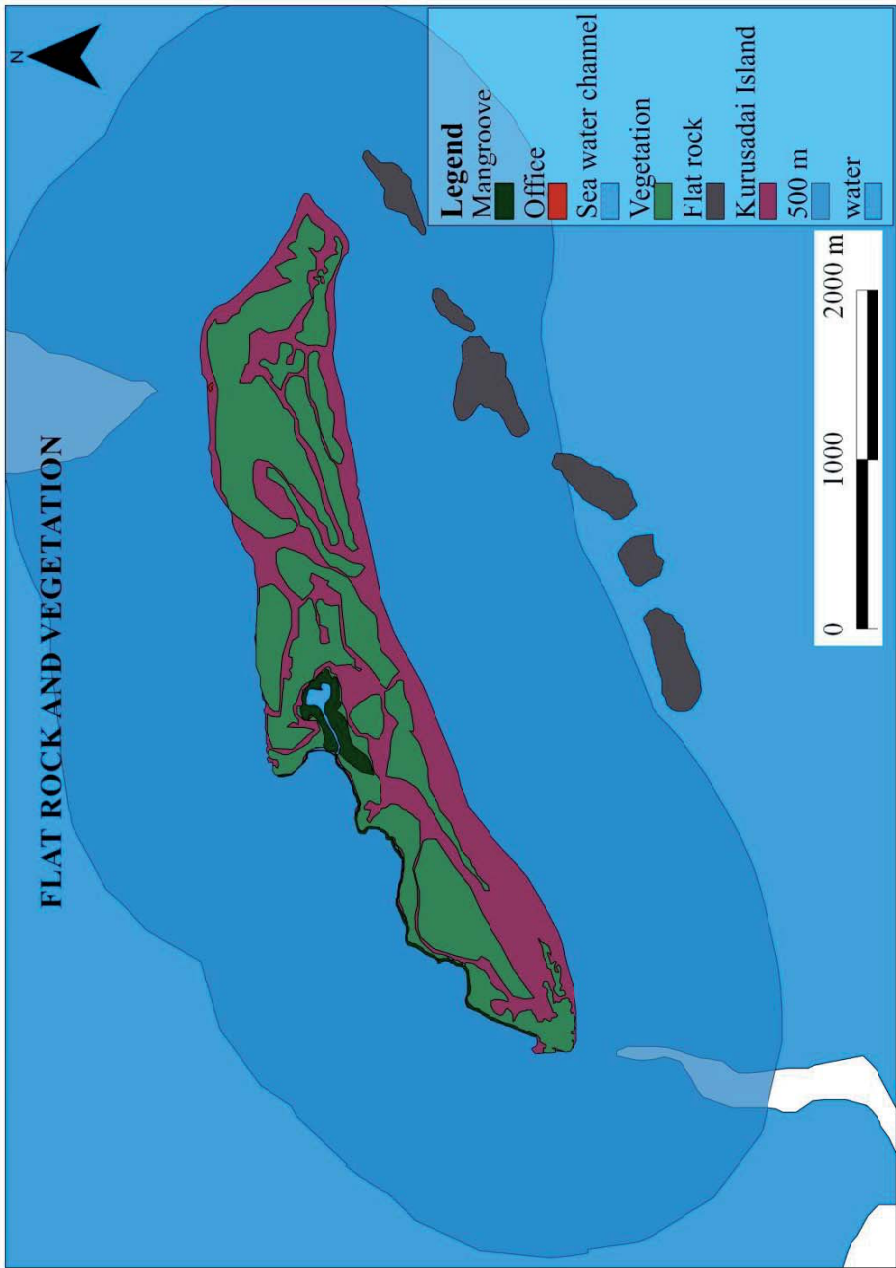 FLAT ROCK AND VEGETATION
N
Legend
Mangroove
Office
Sea water channel
Vegetation
Flat rock
Kurusadai Island
500 m
water
0 1000 2000 m